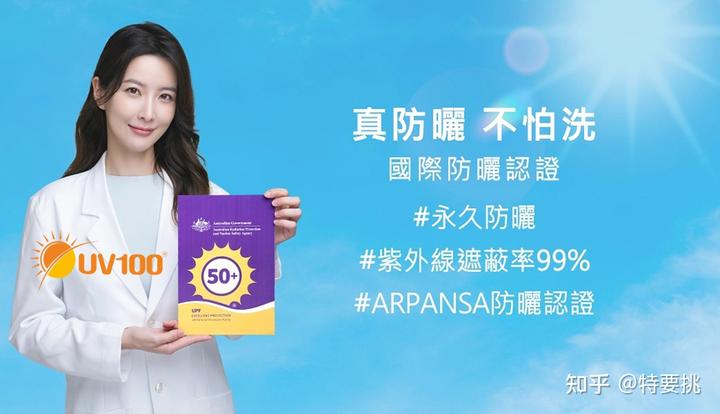 真防曬 不怕洗
國際防曬認證
#永久防曬
#紫外線遮蔽率99%
#ARPANSA防曬認證
UV100®
Australian Government
Australian Radiation Protection
and Nuclear Safety Agency
50+
UPF
EXCELLENT PROTECTION
知乎 @特要挑